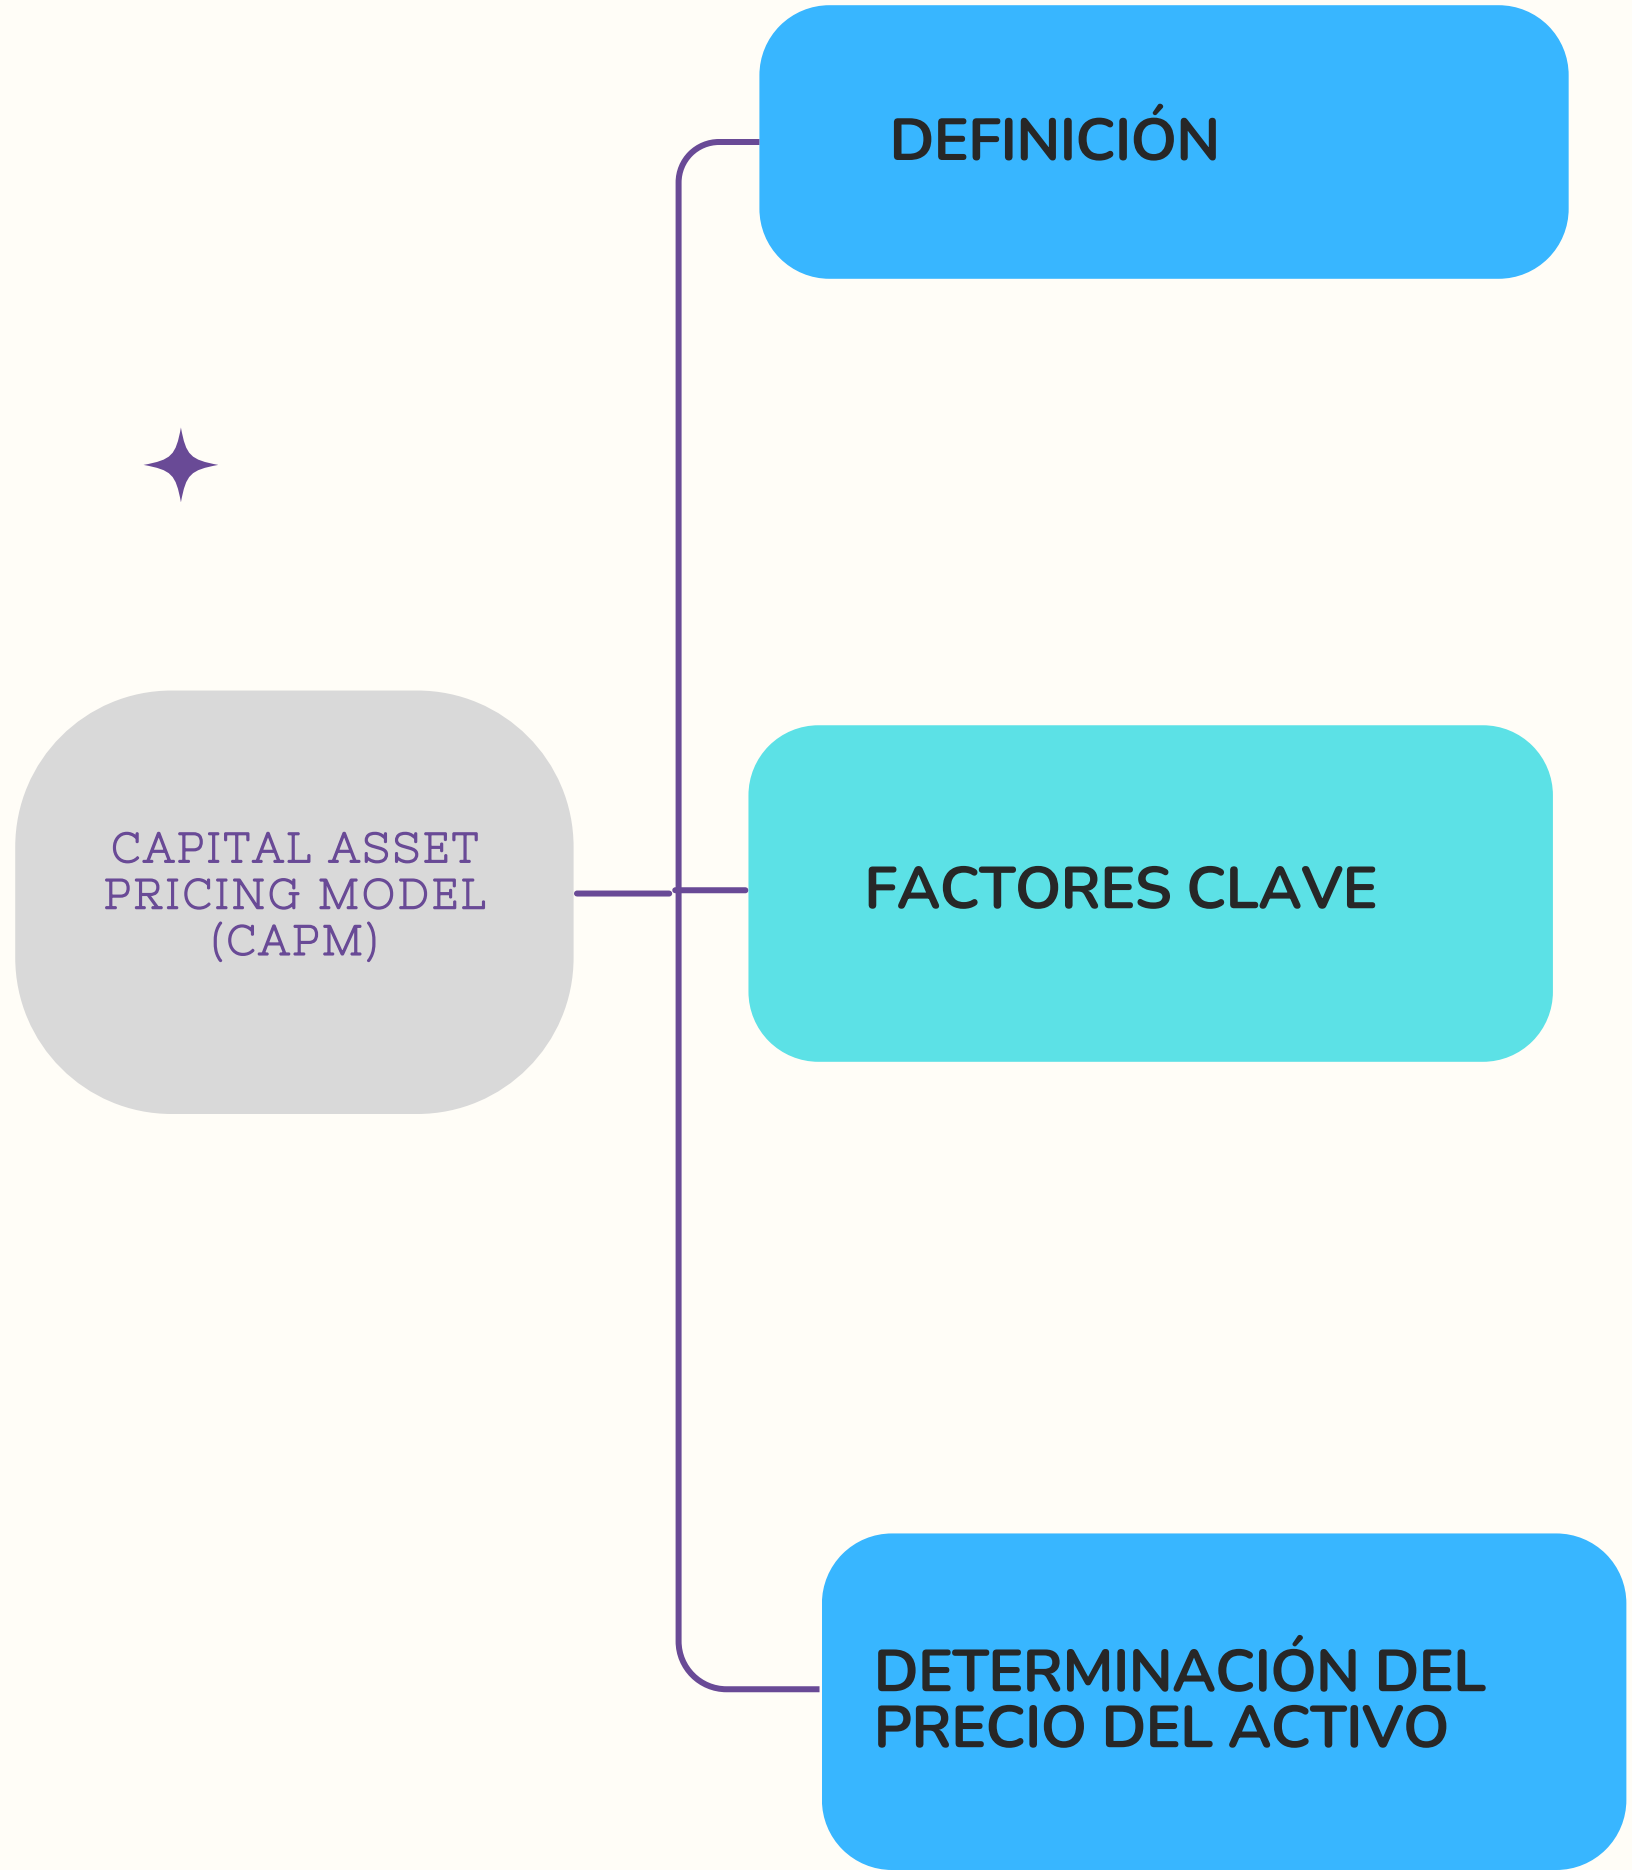 DEFINICIÓN
CAPITAL ASSET
PRICING MODEL
(CAPM)
FACTORES CLAVE
DETERMINACIÓN DEL
PRECIO DEL ACTIVO